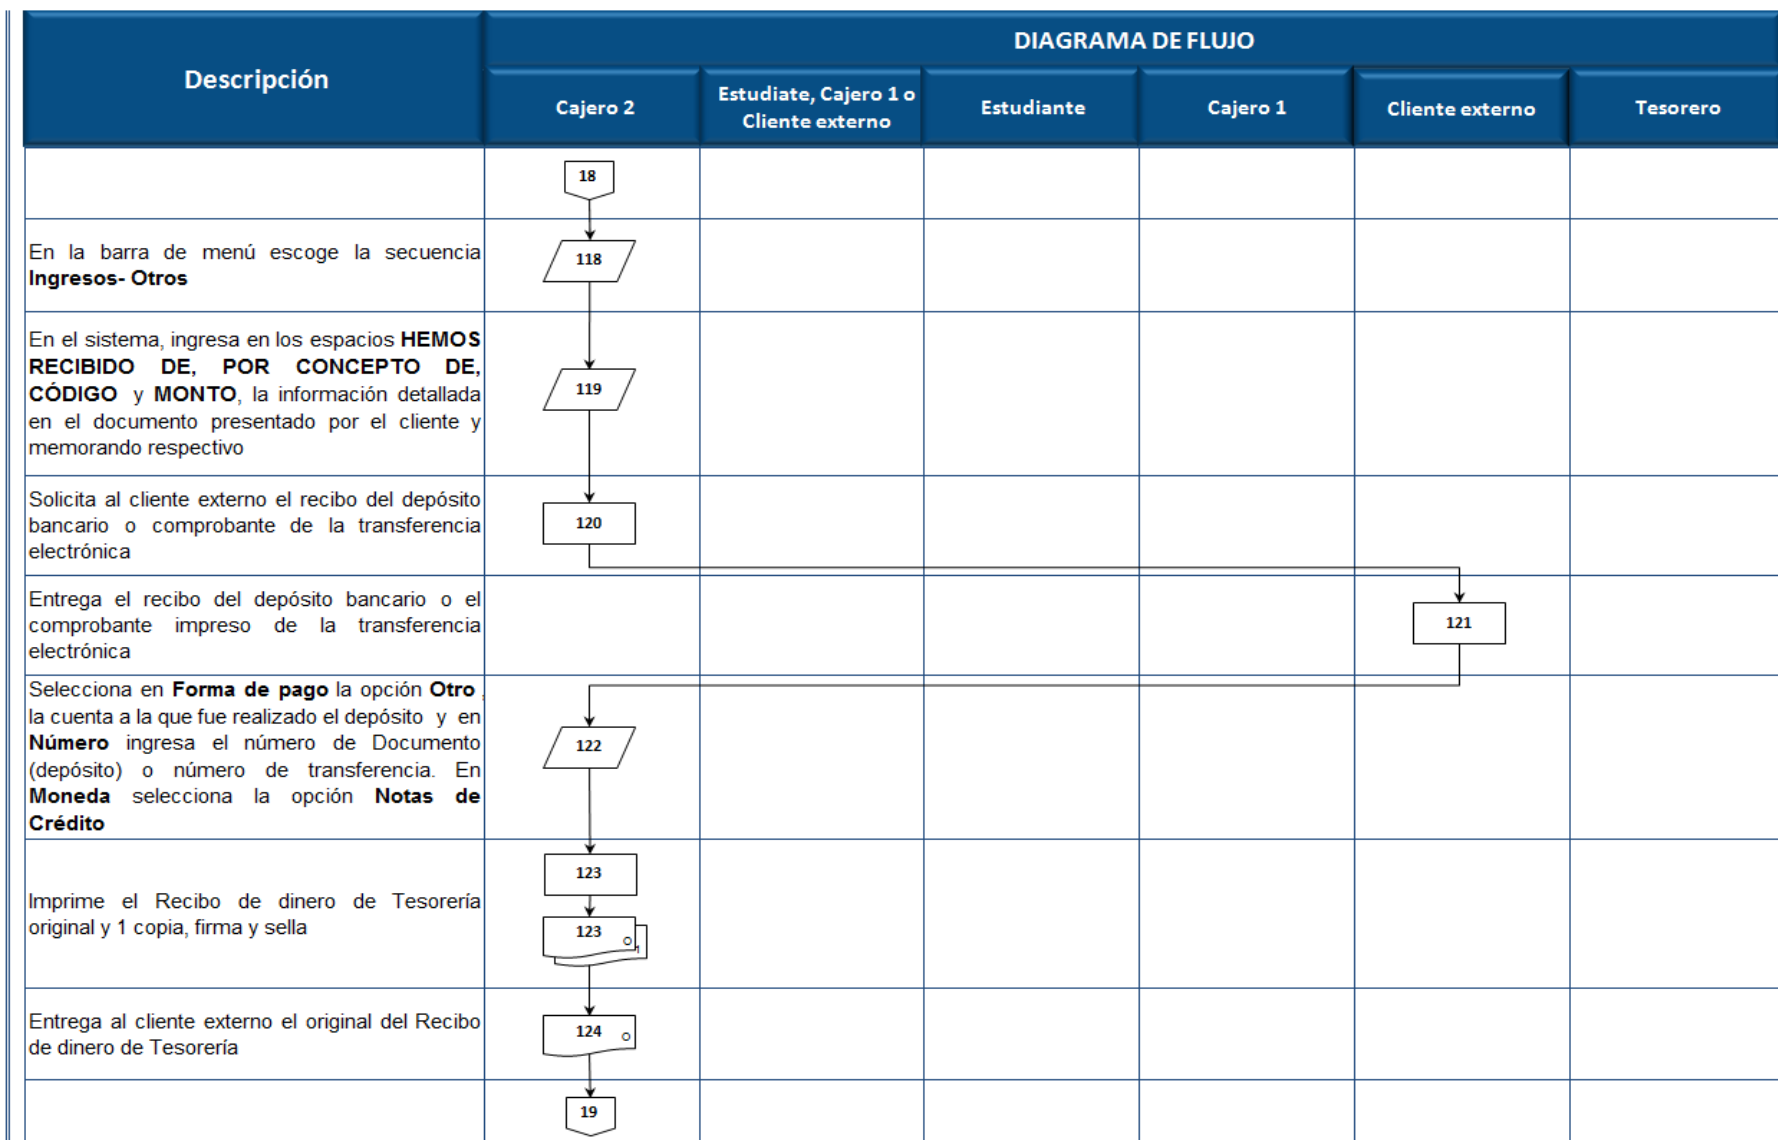 Descripción
DIAGRAMA DE FLUJO
Cajero 2
Estudiate, Cajero 1 o
Cliente externo
Estudiante
Cajero 1
Cliente externo
Tesorero
18
En la barra de menú escoge la secuencia
Ingresos- Otros
118
En el sistema, ingresa en los espacios HEMOS
RECIBIDO DE, POR CONCEPTO DE,
CÓDIGO y MONTO, la información detallada
en el documento presentado por el cliente y
memorando respectivo
119
Solicita al cliente externo el recibo del depósito
bancario o comprobante de la transferencia
electrónica
120
Entrega el recibo del depósito bancario o el
comprobante impreso de la transferencia
electrónica
121
Selecciona en Forma de pago la opción Otro ,
la cuenta a la que fue realizado el depósito y en
Número ingresa el número de Documento
(depósito) o número de transferencia. En
Moneda selecciona la opción Notas de
Crédito
122
Imprime el Recibo de dinero de Tesorería
original y 1 copia, firma y sella
123
123
O
1
Entrega al cliente externo el original del Recibo
de dinero de Tesorería
124
O
19